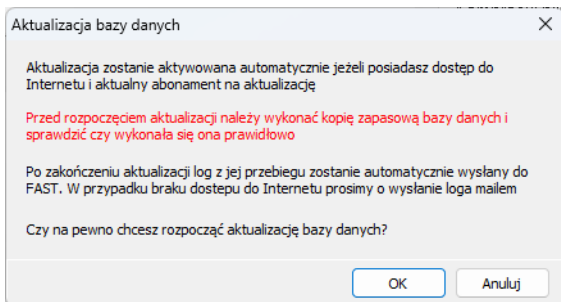 Aktualizacja bazy danych
Aktualizacja zostanie aktywowana automatycznie jeżeli posiadasz dostęp do
Internetu i aktualny abonament na aktualizację
Przed rozpoczęciem aktualizacji należy wykonać kopię zapasową bazy danych i
sprawdzić czy wykonała się ona prawidłowo
Po zakończeniu aktualizacji log z jej przebiegu zostanie automatycznie wysłany do
FAST. W przypadku braku dostepu do Internetu prosimy o wysłanie loga mailem
Czy na pewno chcesz rozpocząć aktualizację bazy danych?
OK
Anuluj